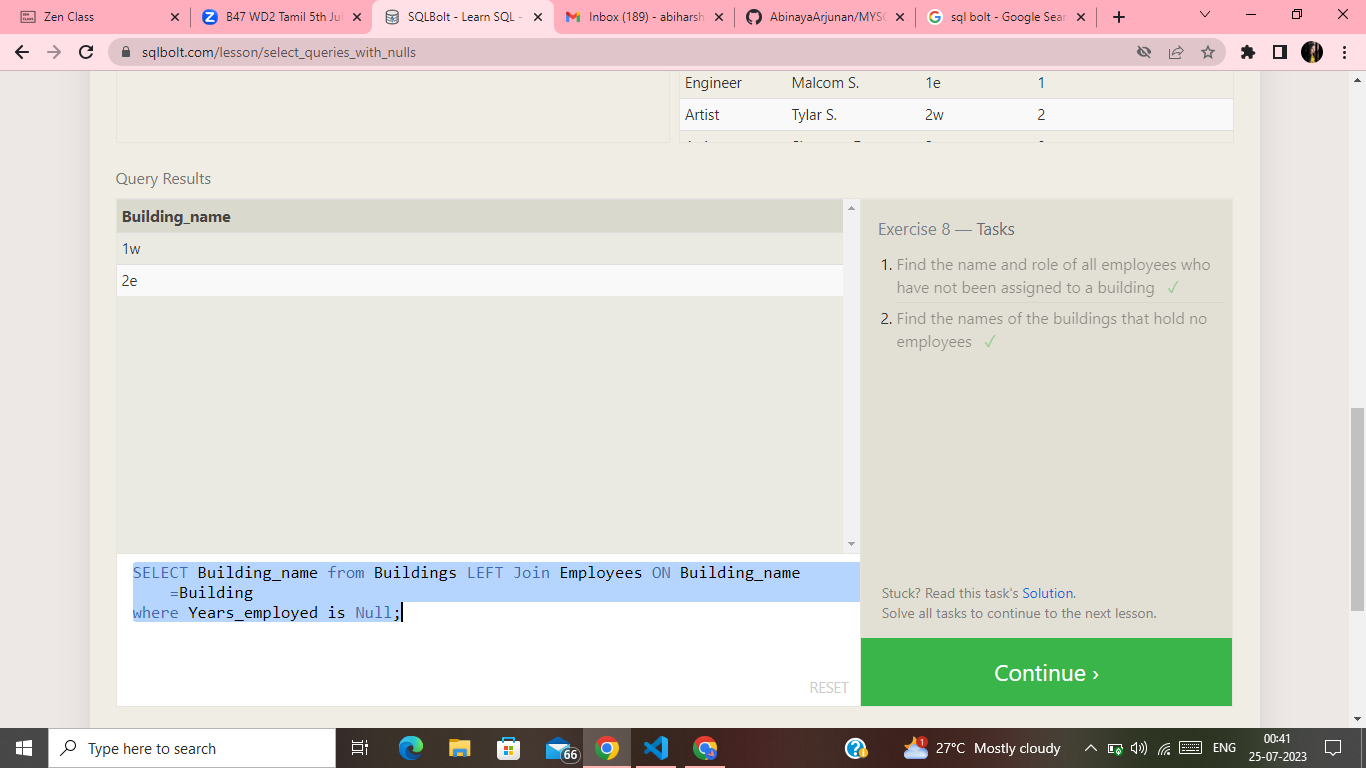 Zen Class
B47 WD2 Tamil 5th Jul
SQLBolt - Learn SQL -
Inbox (189) - abiharsh
AbinayaArjunan/MYSQ
sql bolt - Google Sear
sqlbolt.com/lesson/select_queries_with_nulls
Engineer Malcom S. 1e 1
Artist Tylar S. 2w 2
Query Results
Building_name
1w
2e
Exercise 8 — Tasks
1. Find the name and role of all employees who
have not been assigned to a building ✓
2. Find the names of the buildings that hold no
employees ✓
SELECT Building_name from Buildings LEFT Join Employees ON Building_name
=Building
where Years_employed is Null;
RESET
Stuck? Read this task's Solution.
Solve all tasks to continue to the next lesson.
Continue ›
Type here to search
66
1
27°C Mostly cloudy
ENG
00:41
25-07-2023